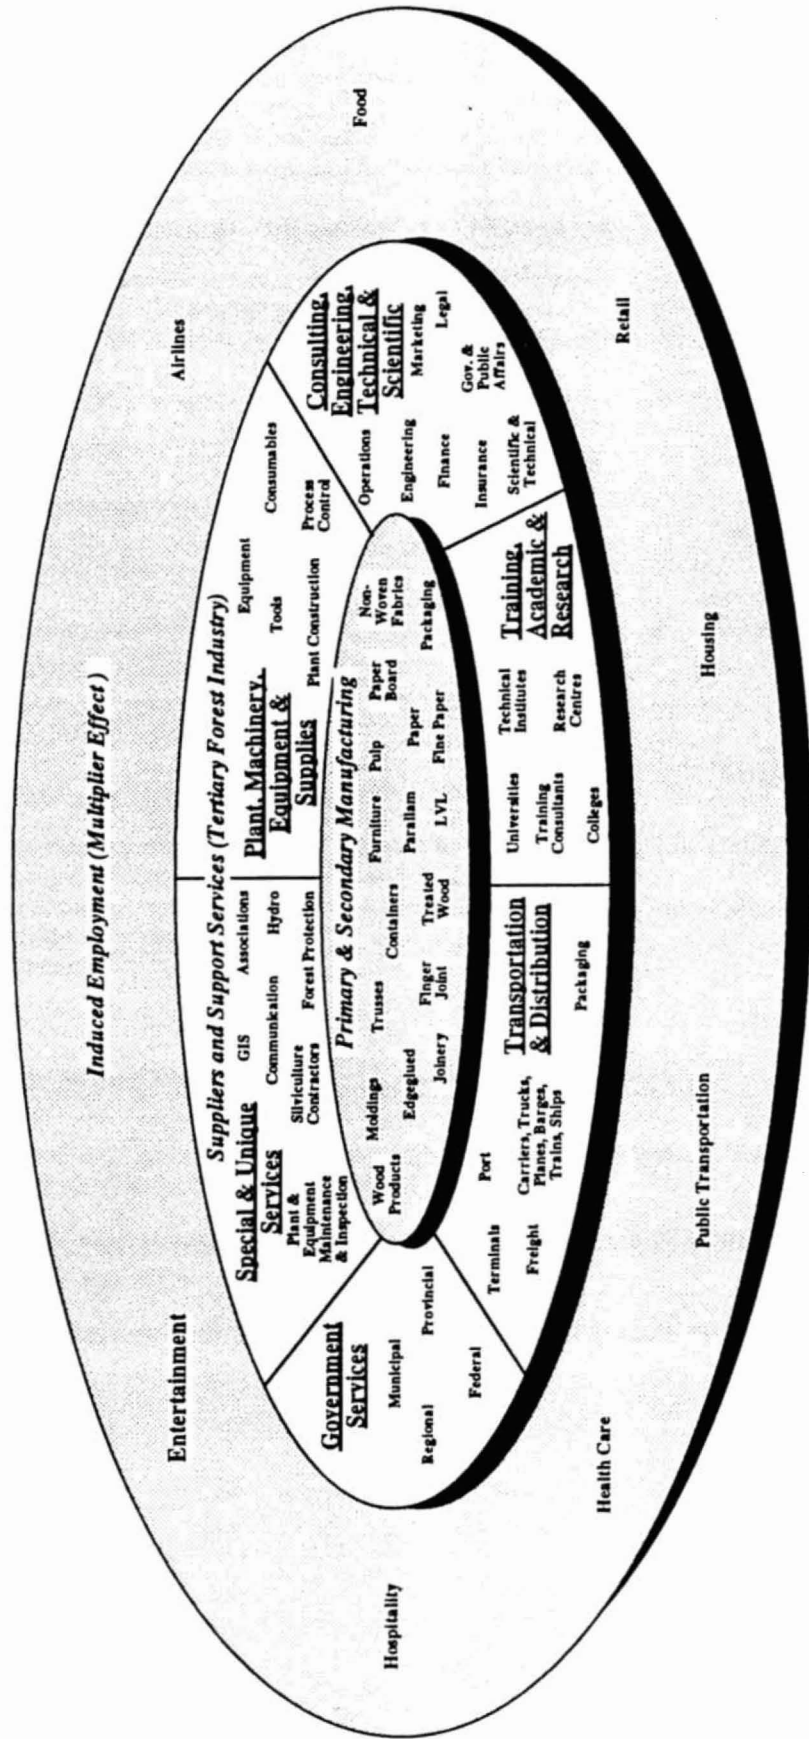 Induced Employment (Multiplier Effect )
Entertainment
Airlines
Hospitality
Food
Health Care
Public Transportation
Housing
Retail
Suppliers and Support Services (Tertiary Forest Industry)
Special & Unique
Services
GIS
Associations
Communication
Hydro
Plant &
Equipment
Maintenance
& Inspection
Silviculture
Contractors
Forest Protection
Plant, Machinery,
Equipment &
Supplies
Equipment
Tools
Consumables
Plant Construction
Process
Control
Consulting,
Engineering,
Technical &
Scientific
Operations
Marketing
Engineering
Legal
Finance
Gov. &
Public
Affairs
Insurance
Scientific &
Technical
Government
Services
Municipal
Regional
Provincial
Federal
Primary & Secondary Manufacturing
Wood
Products
Moldings
Trusses
Containers
Furniture
Pulp
Paper
Board
Non-
Woven
Fabrics
Edgeglued
Finger
Joint
Treated
Wood
Parallam
Paper
Packaging
Joinery
LVL
Fine Paper
Transportation
& Distribution
Terminals
Port
Freight
Carriers, Trucks,
Planes, Barges,
Trains, Ships
Packaging
Training,
Academic &
Research
Universities
Technical
Institutes
Training
Consultants
Research
Centres
Colleges